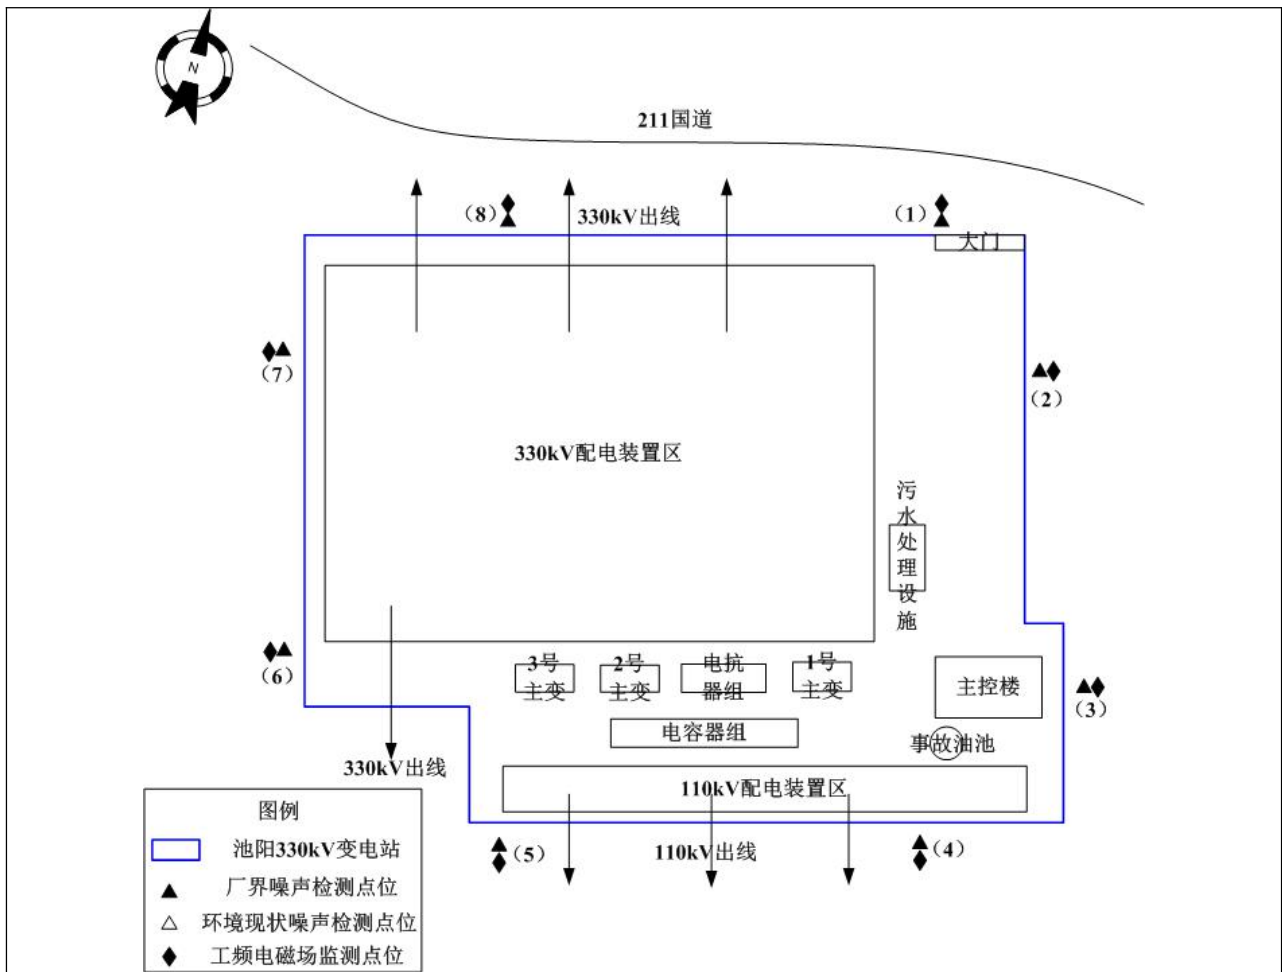 N
211国道
(8)
330kV出线
(1)
大门
(7)
(2)
330kV配电装置区
污水处理设施
(6)
3号
主变
2号
主变
电抗
器组
1号
主变
主控楼
(3)
电容器组
事故油池
330kV出线
110kV配电装置区
(5)
110kV出线
(4)
图例
池阳330kV变电站
厂界噪声检测点位
环境现状噪声检测点位
工频电磁场监测点位